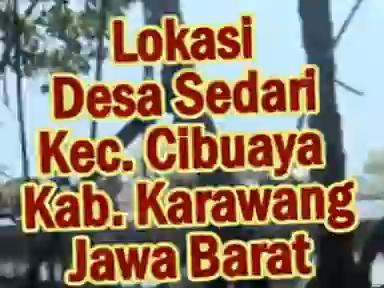 Lokasi
Desa Sedari
Kec. Cibuaya
Kab. Karawang
Jawa Barat